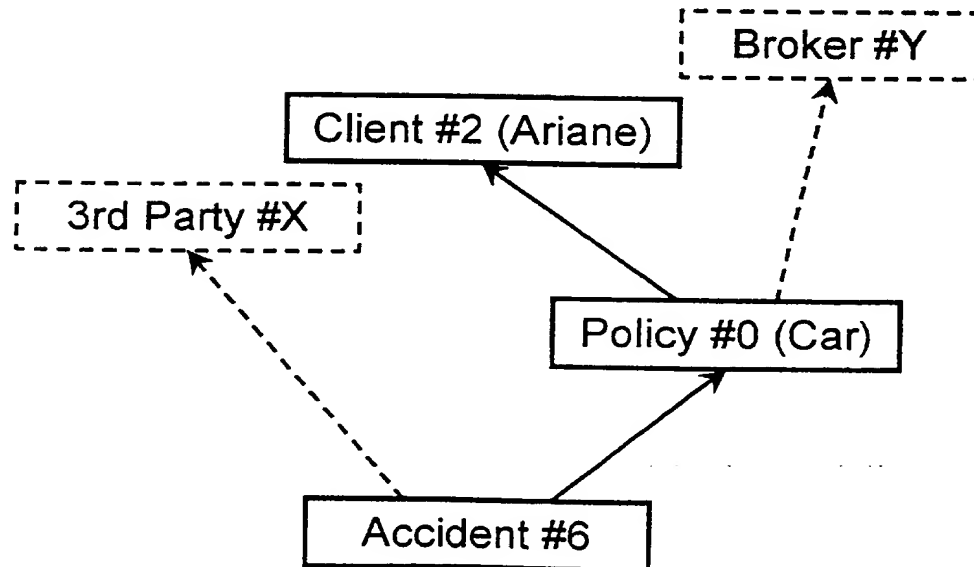 Broker #Y
Client #2 (Ariane)
3rd Party #X
Policy #0 (Car)
Accident #6